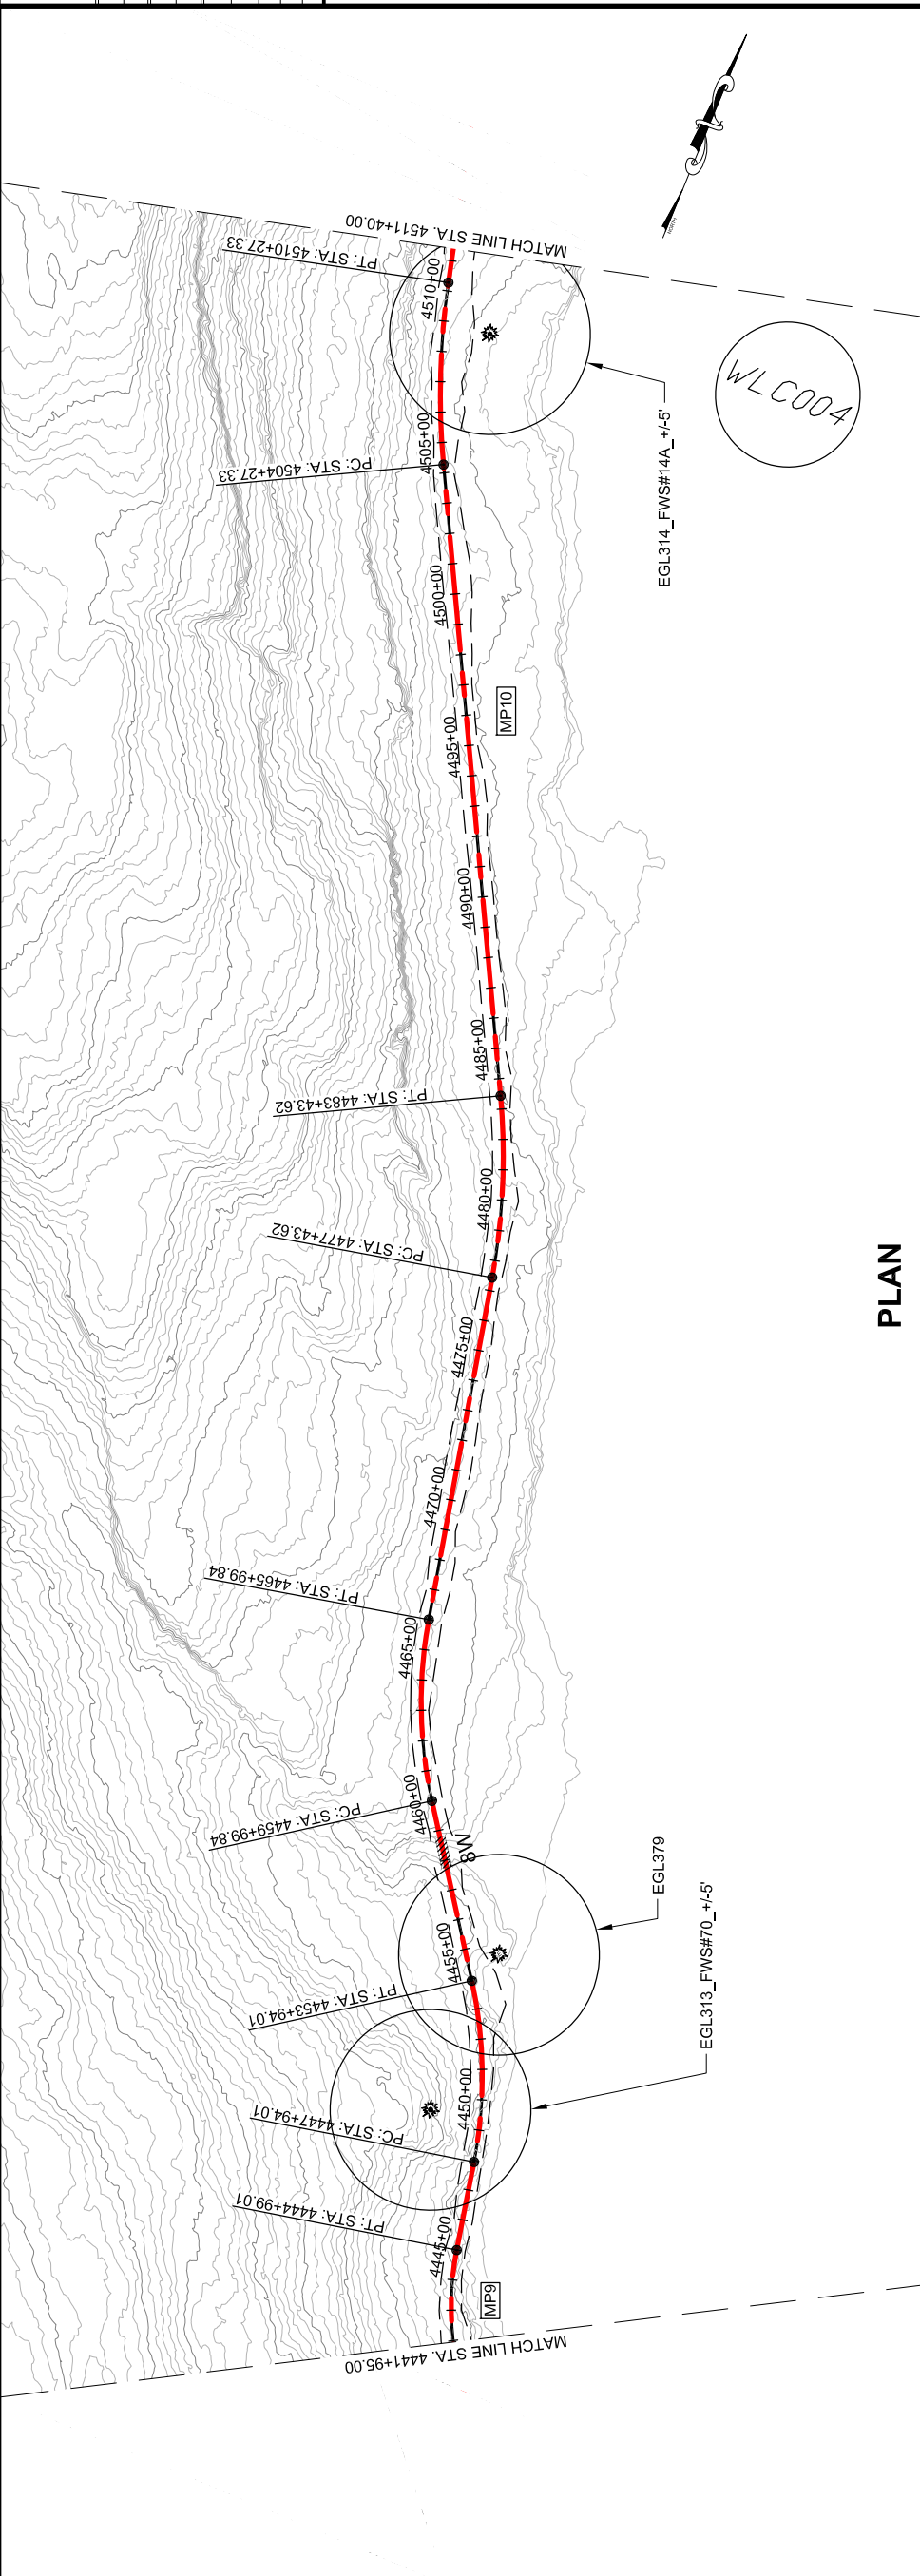 MATCH LINE STA. 4511+40.00
PT: STA: 4510+27.33
4510+00
NORTH
WLC004
EGL314_FWS#14A_+/-5'
4505+00
PC: STA: 4504+27.33
4500+00
MP10
4495+00
4490+00
4485+00
PT: STA: 4483+43.62
4480+00
PC: STA: 4477+43.62
PLAN
4475+00
4470+00
PT: STA: 4465+99.84
4465+00
4460+00
PC: STA: 4459+99.84
8W
EGL379
4455+00
PT: STA: 4453+94.01
EGL313_FWS#70_+/-5'
4450+00
PC: STA: 4447+94.01
PT: STA: 4444+99.01
4445+00
MP9
MATCH LINE STA. 4441+95.00